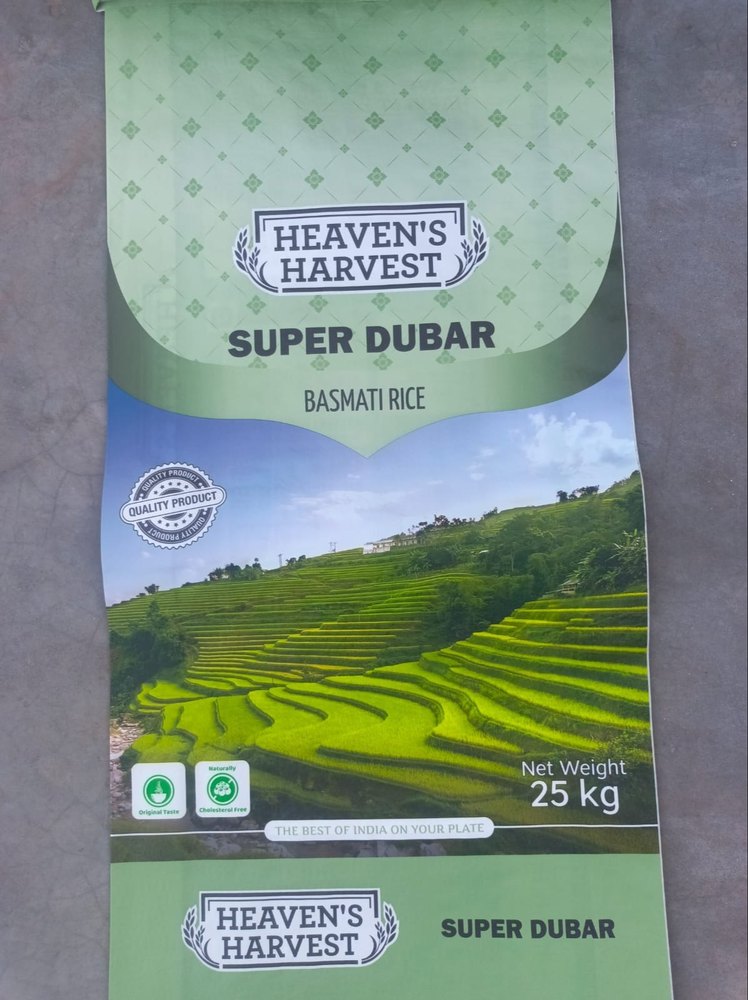 HEAVEN'S
HARVEST
SUPER DUBAR
BASMATI RICE
QUALITY PRODUCT
QUALITY PRODUCT
QUALITY PRODUCT
Net Weight
25 kg
Original Taste
Naturally
Cholesterol Free
THE BEST OF INDIA ON YOUR PLATE
HEAVEN'S
HARVEST
SUPER DUBAR